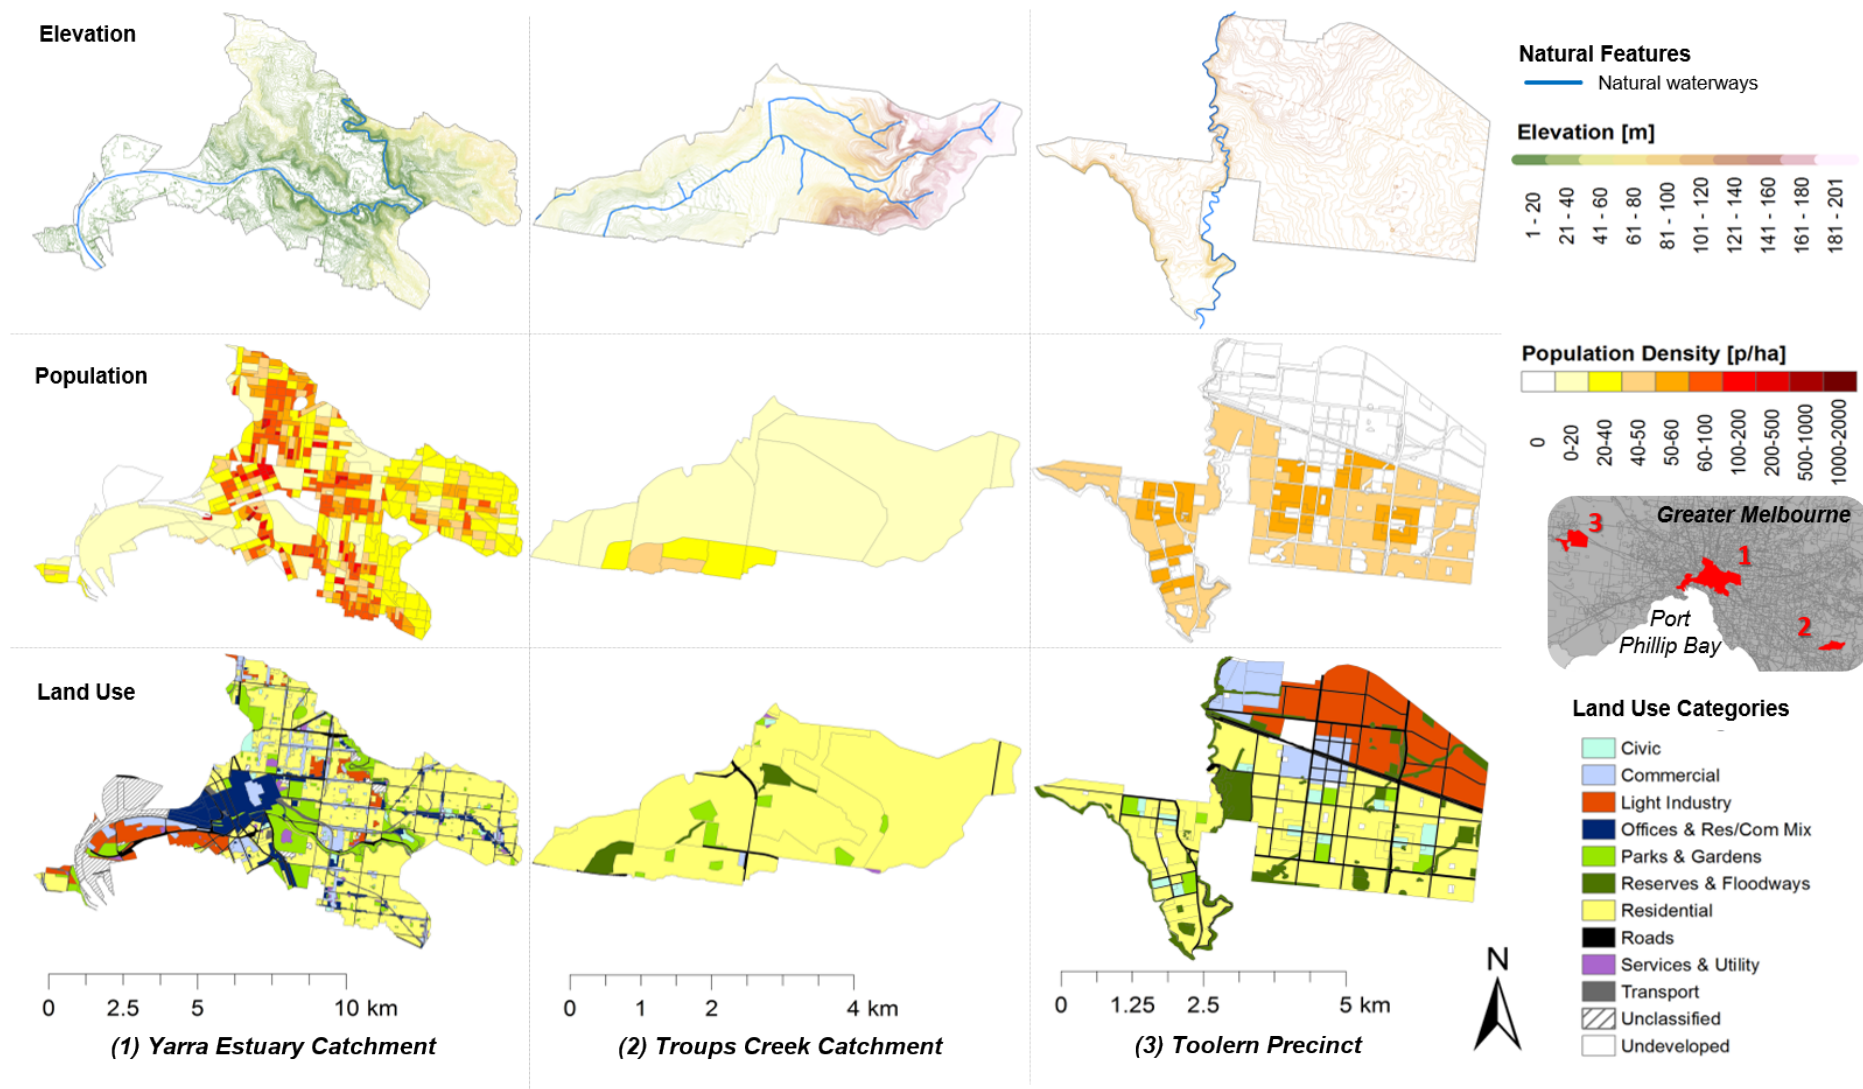 Elevation
Natural Features
Natural waterways
Elevation [m]
1 - 20
21 - 40
41 - 60
61 - 80
81 - 100
101 - 120
121 - 140
141 - 160
161 - 180
181 - 201
Population
Population Density [p/ha]
0
0-20
20-40
40-50
50-60
60-100
100-200
200-500
500-1000
1000-2000
Greater Melbourne
3
1
2
Port
Phillip Bay
Land Use
Land Use Categories
Civic
Commercial
Light Industry
Offices & Res/Com Mix
Parks & Gardens
Reserves & Floodways
Residential
Roads
Services & Utility
Transport
Unclassified
Undeveloped
N
0 2.5 5 10 km
0 1 2 4 km
0 1.25 2.5 5 km
(1) Yarra Estuary Catchment
(2) Troups Creek Catchment
(3) Toolern Precinct